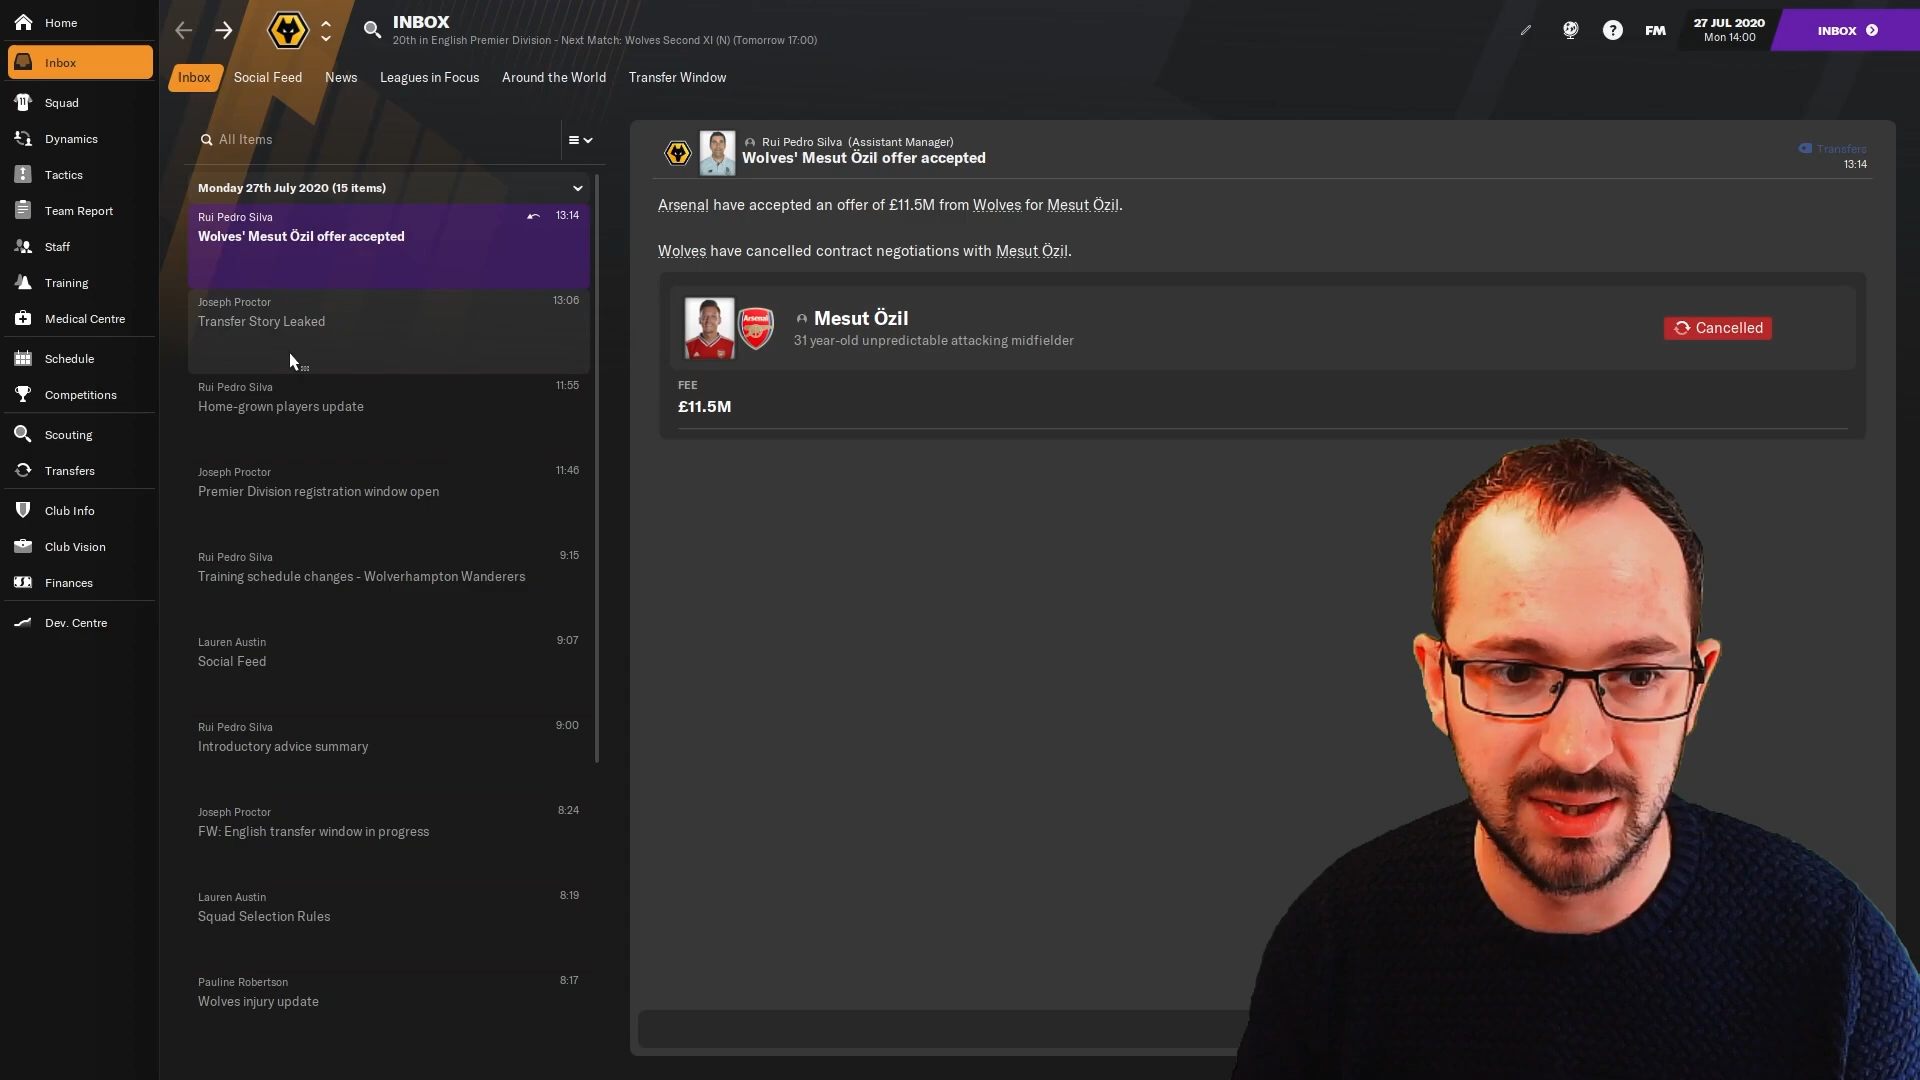 Home
Inbox
Squad
Dynamics
Tactics
Team Report
Staff
Training
Medical Centre
Schedule
Competitions
Scouting
Transfers
Club Info
Club Vision
Finances
Dev. Centre
INBOX
20th in English Premier Division - Next Match: Wolves Second XI (N) (Tomorrow 17:00)
FM
27 JUL 2020
Mon 14:00
INBOX
Inbox Social Feed News Leagues in Focus Around the World Transfer Window
All Items
Monday 27th July 2020 (15 items)
Rui Pedro Silva 13:14
Wolves' Mesut Özil offer accepted
Joseph Proctor 13:06
Transfer Story Leaked
Rui Pedro Silva 11:55
Home-grown players update
Joseph Proctor 11:46
Premier Division registration window open
Rui Pedro Silva 9:15
Training schedule changes - Wolverhampton Wanderers
Lauren Austin 9:07
Social Feed
Rui Pedro Silva 9:00
Introductory advice summary
Joseph Proctor 8:24
FW: English transfer window in progress
Lauren Austin 8:19
Squad Selection Rules
Pauline Robertson 8:17
Wolves injury update
Rui Pedro Silva (Assistant Manager)
Wolves' Mesut Özil offer accepted
Transfers
13:14
Arsenal have accepted an offer of £11.5M from Wolves for Mesut Özil.
Wolves have cancelled contract negotiations with Mesut Özil.
Arsenal
Mesut Özil
31 year-old unpredictable attacking midfielder
Cancelled
FEE
£11.5M